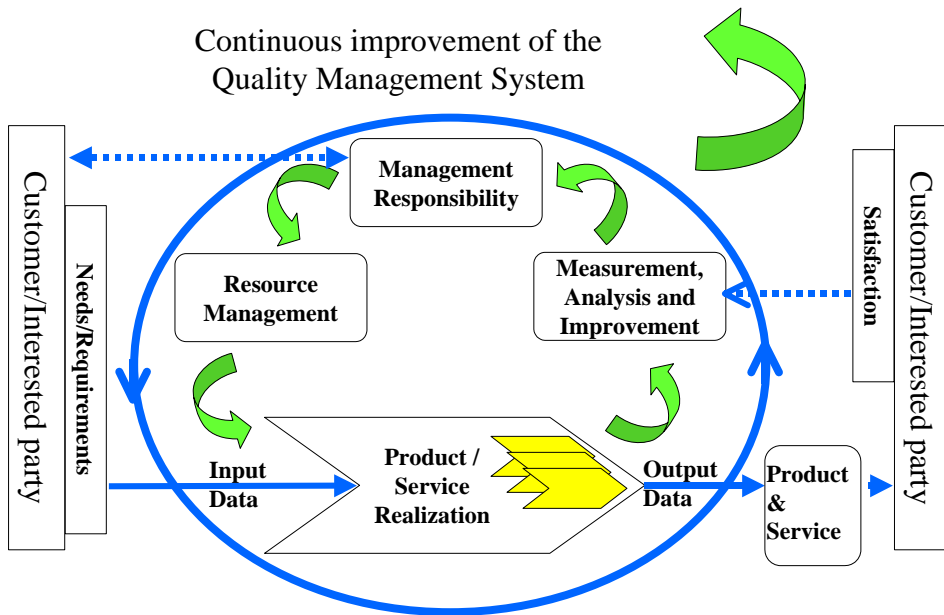 Continuous improvement of the
Quality Management System
Customer/Interested party
Needs/Requirements
Management
Responsibility
Resource
Management
Measurement,
Analysis and
Improvement
Input
Data
Product /
Service
Realization
Output
Data
Product
&
Service
Satisfaction
Customer/Interested party